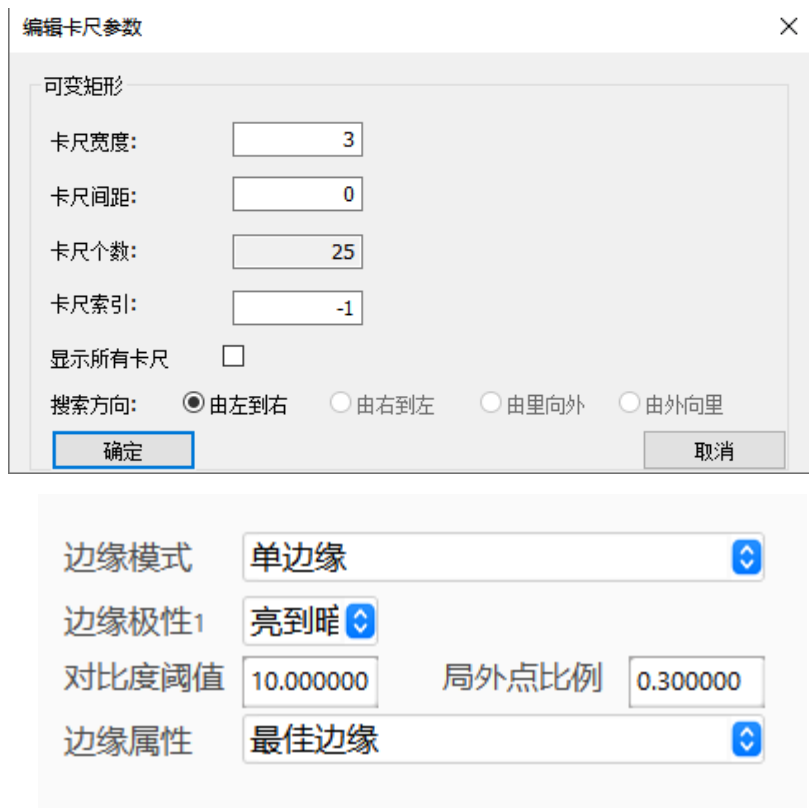 编辑卡尺参数
可变矩形
卡尺宽度: 3
卡尺间距: 0
卡尺个数: 25
卡尺索引: -1
显示所有卡尺
搜索方向: 由左到右 由右到左 由里向外 由外向里
确定 取消
边缘模式 单边缘
边缘极性1 亮到暗
对比度阈值 10.000000 局外点比例 0.300000
边缘属性 最佳边缘